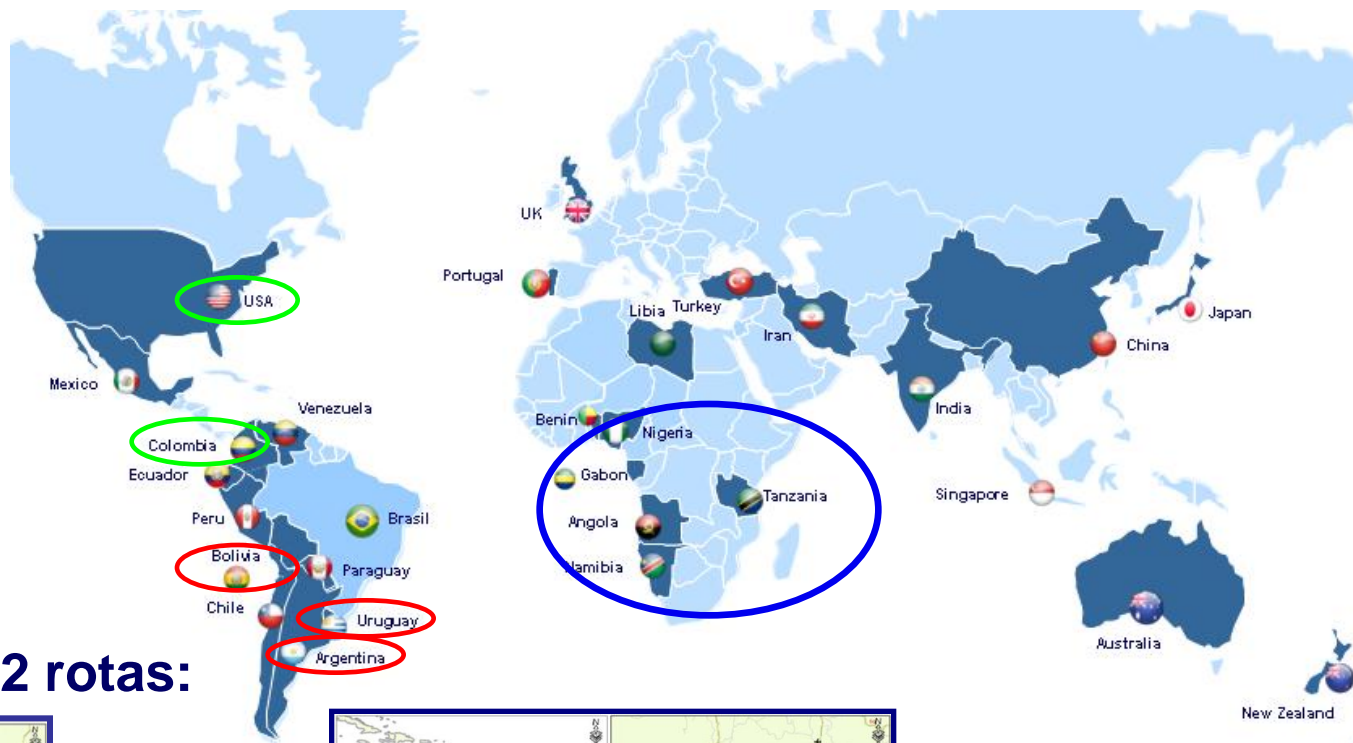 UK
Portugal
USA
Libia
Turkey
Iran
Japan
China
Mexico
India
Venezuela
Benin
Nigeria
Colombia
Ecuador
Gabon
Tanzania
Singapore
Peru
Brasil
Angola
Bolivia
Paraguay
Namibia
Chile
Uruguay
Australia
Argentina
2 rotas:
New Zealand